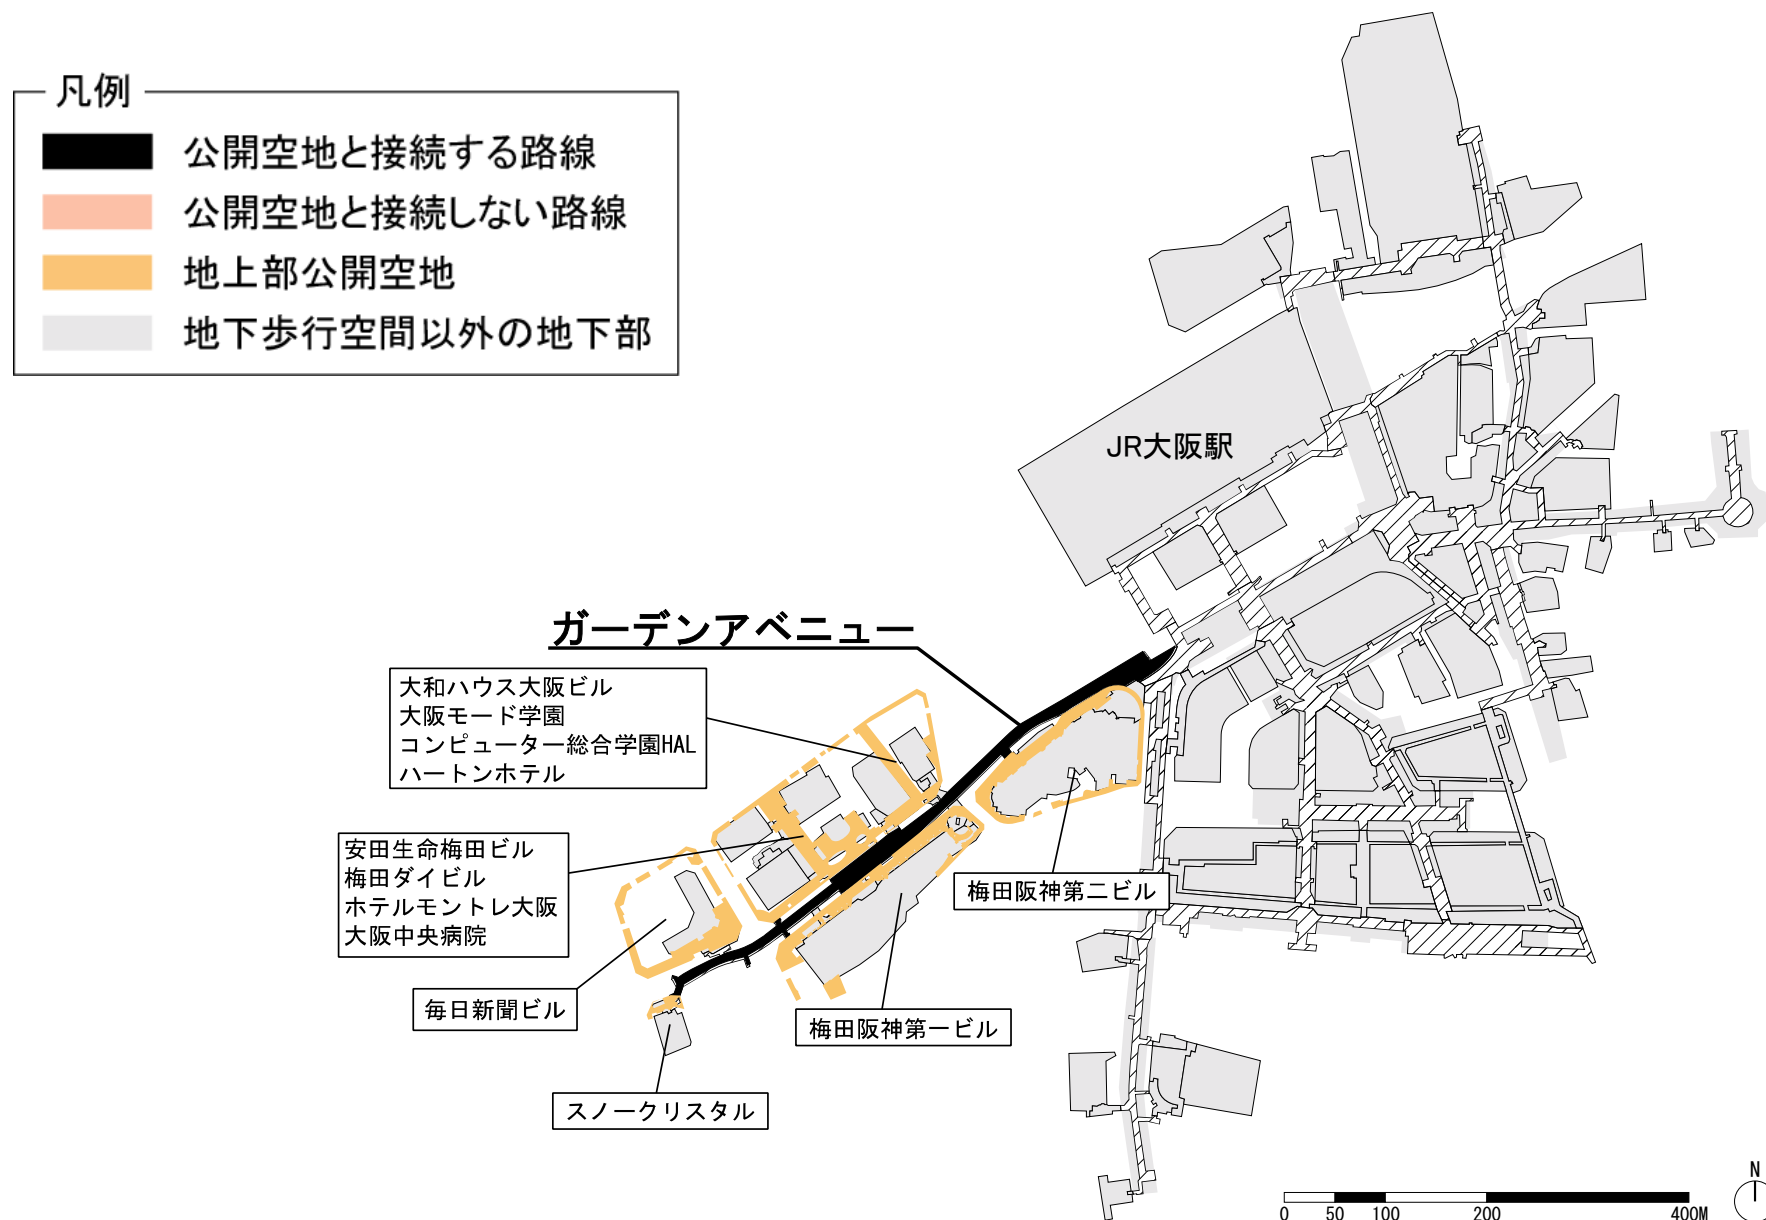 凡例
公開空地と接続する路線
公開空地と接続しない路線
地上部公開空地
地下歩行空間以外の地下部
JR大阪駅
ガーデンアベニュー
大和ハウス大阪ビル
大阪モード学園
コンピューター総合学園HAL
ハートンホテル
安田生命梅田ビル
梅田ダイビル
ホテルモントレ大阪
大阪中央病院
梅田阪神第二ビル
毎日新聞ビル
梅田阪神第一ビル
スノークリスタル
N
0 50 100 200 400M